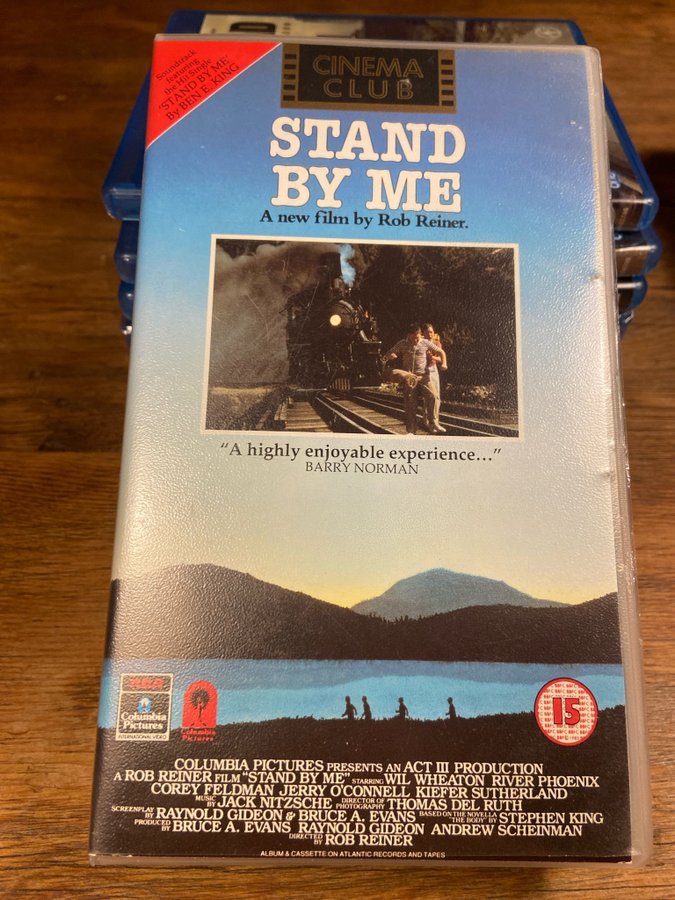 Soundtrack
featuring
the Hit Single
'STAND BY ME'
By BEN E. KING
CINEMA
CLUB
STAND
BY ME
A new film by Rob Reiner.
"A highly enjoyable experience..."
BARRY NORMAN
Columbia
Pictures
INTERNATIONAL VIDEO
Columbia
Pictures
15
COLUMBIA PICTURES PRESENTS AN ACT III PRODUCTION
A ROB REINER FILM "STAND BY ME" STARRING WIL WHEATON RIVER PHOENIX
COREY FELDMAN JERRY O'CONNELL KIEFER SUTHERLAND
MUSIC BY JACK NITZSCHE DIRECTOR OF PHOTOGRAPHY THOMAS DEL RUTH
SCREENPLAY BY RAYNOLD GIDEON & BRUCE A. EVANS BASED ON THE NOVELLA "THE BODY" BY STEPHEN KING
PRODUCED BY BRUCE A. EVANS RAYNOLD GIDEON ANDREW SCHEINMAN
DIRECTED BY ROB REINER
ALBUM & CASSETTE ON ATLANTIC RECORDS AND TAPES